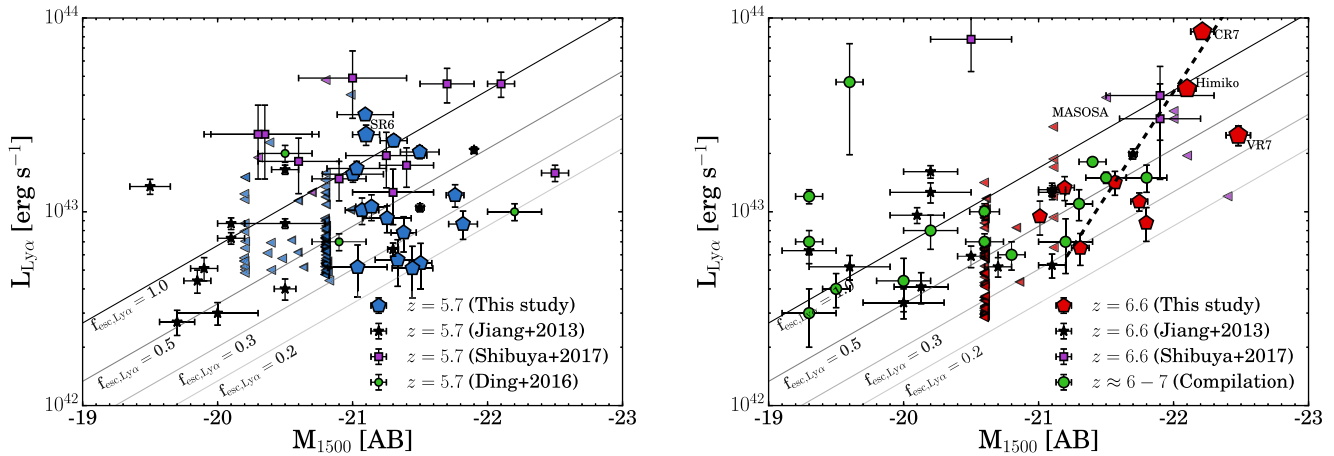 10^44
10^43
10^42
L_Lyα [erg s^−1]
SR6
f_esc,Lyα = 1.0
f_esc,Lyα = 0.5
f_esc,Lyα = 0.3
f_esc,Lyα = 0.2
z = 5.7 (This study)
z = 5.7 (Jiang+2013)
z = 5.7 (Shibuya+2017)
z = 5.7 (Ding+2016)
-19 -20 -21 -22 -23
M_1500 [AB]
10^44
10^43
10^42
L_Lyα [erg s^−1]
CR7
Himiko
MASOSA
VR7
f_esc,Lyα = 1.0
f_esc,Lyα = 0.5
f_esc,Lyα = 0.3
f_esc,Lyα = 0.2
z = 6.6 (This study)
z = 6.6 (Jiang+2013)
z = 6.6 (Shibuya+2017)
z ≈ 6 − 7 (Compilation)
-19 -20 -21 -22 -23
M_1500 [AB]